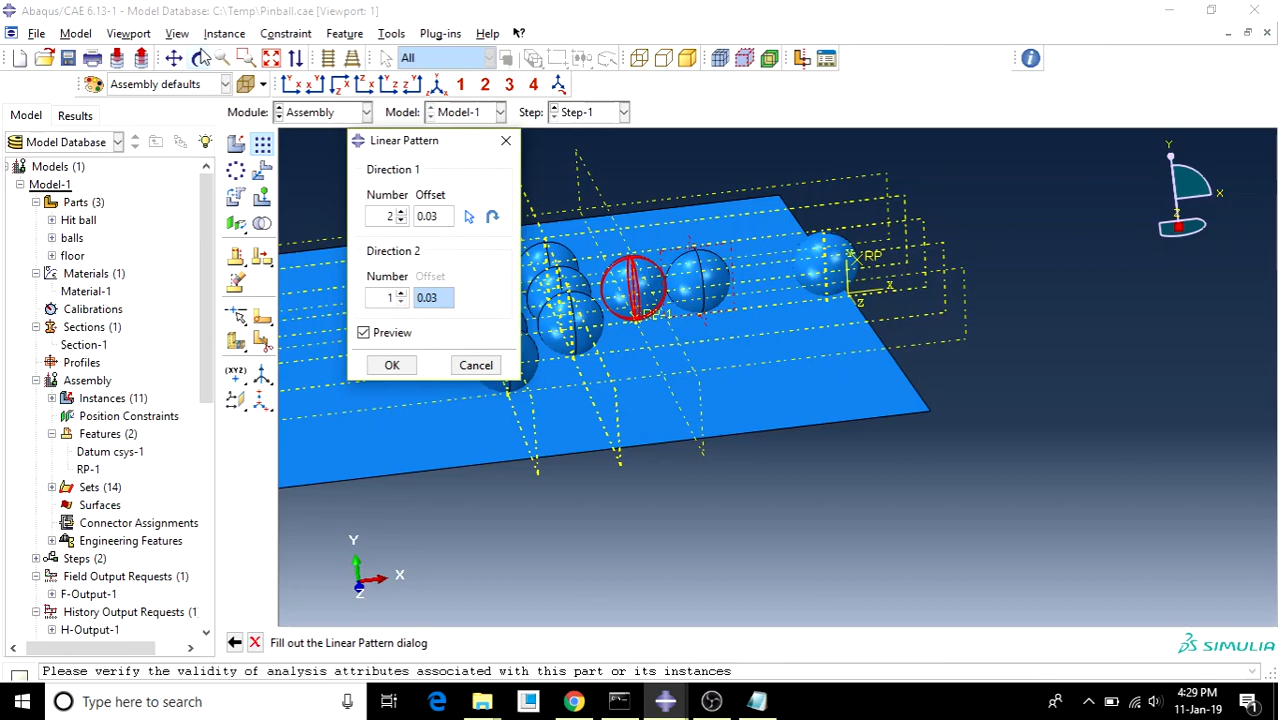 Abaqus/CAE 6.13-1 - Model Database: C:\Temp\Pinball.cae [Viewport: 1]
File Model Viewport View Instance Constraint Feature Tools Plug-ins Help
All
Assembly defaults
1 2 3 4
Model Results
Module: Assembly Model: Model-1 Step: Step-1
Model Database
Models (1)
Model-1
Parts (3)
Hit ball
balls
floor
Materials (1)
Material-1
Calibrations
Sections (1)
Section-1
Profiles
Assembly
Instances (11)
Position Constraints
Features (2)
Datum csys-1
RP-1
Sets (14)
Surfaces
Connector Assignments
Engineering Features
Steps (2)
Field Output Requests (1)
F-Output-1
History Output Requests (1
H-Output-1
Linear Pattern
Direction 1
Number Offset
2 0.03
Direction 2
Number Offset
1 0.03
Preview
OK Cancel
RP
X
Z
Y
X
Z
Y
X
Z
Fill out the Linear Pattern dialog
SIMULIA
Please verify the validity of analysis attributes associated with this part or its instances
Type here to search
4:29 PM
11-Jan-19
1